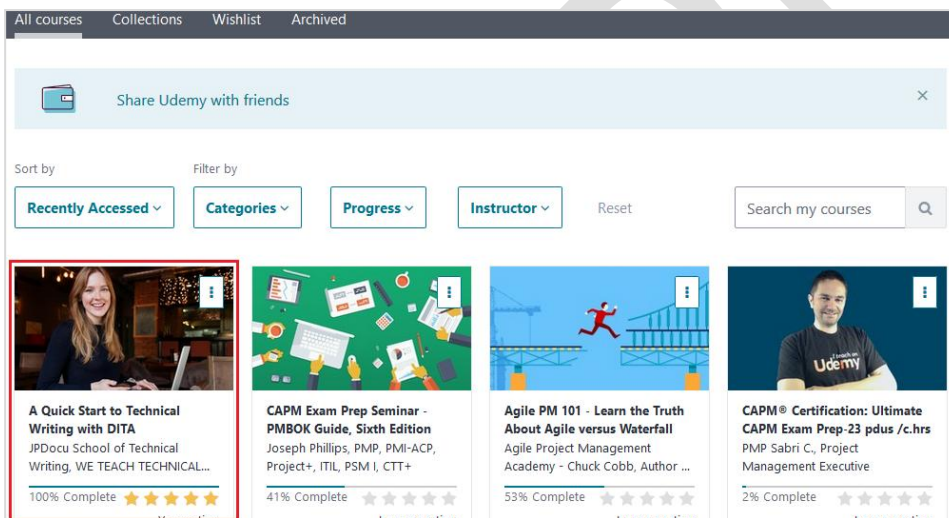 All courses Collections Wishlist Archived
Share Udemy with friends
Sort by Filter by
Recently Accessed Categories Progress Instructor Reset Search my courses
I teach on
Udemy
A Quick Start to Technical
Writing with DITA
JPDocu School of Technical
Writing, WE TEACH TECHNICAL...
100% Complete
CAPM Exam Prep Seminar -
PMBOK Guide, Sixth Edition
Joseph Phillips, PMP, PMI-ACP,
Project+, ITIL, PSM I, CTT+
41% Complete
Agile PM 101 - Learn the Truth
About Agile versus Waterfall
Agile Project Management
Academy - Chuck Cobb, Author ...
53% Complete
CAPM® Certification: Ultimate
CAPM Exam Prep-23 pdus /c.hrs
PMP Sabri C., Project
Management Executive
2% Complete